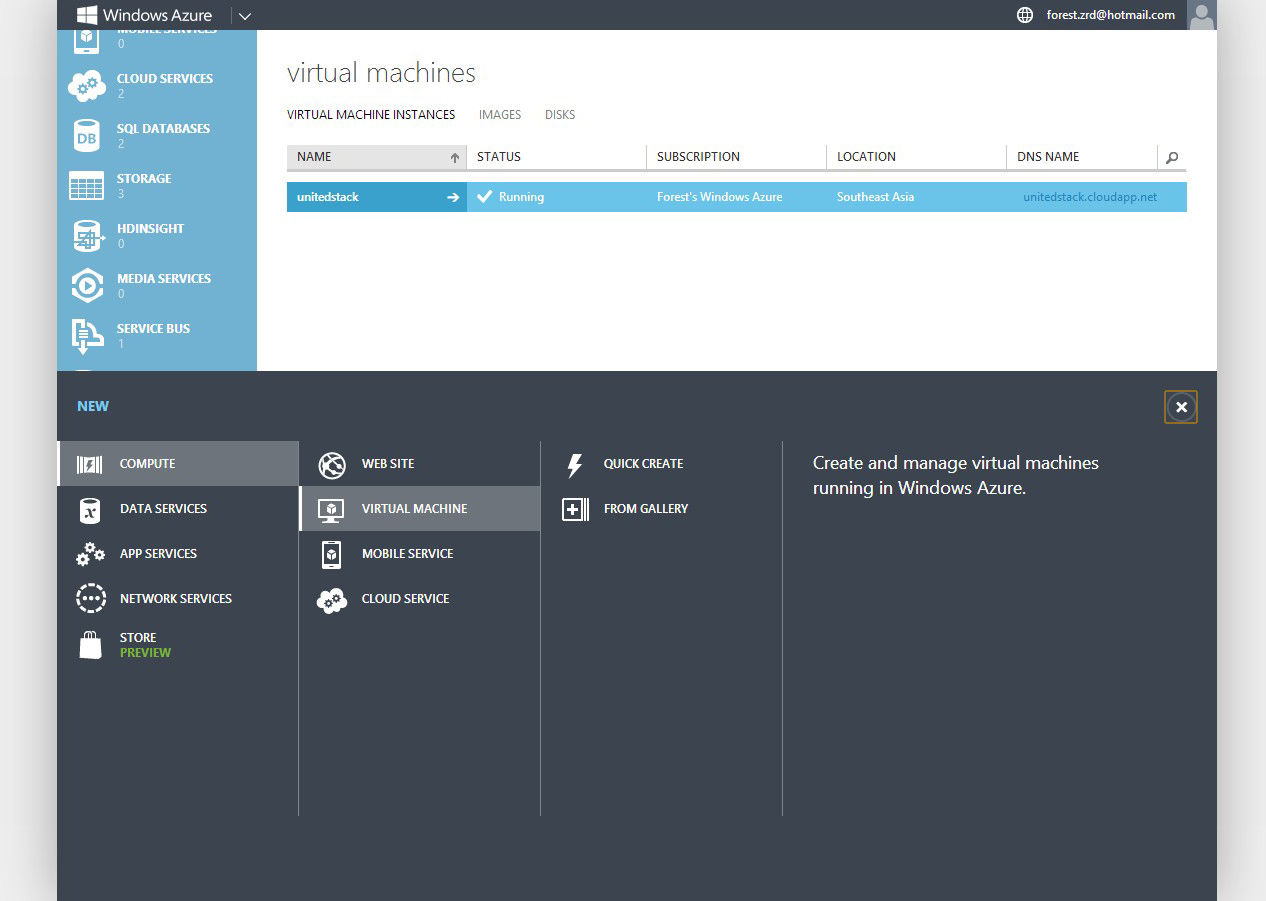 Windows Azure
forest.zrd@hotmail.com
MOBILE SERVICES
0
CLOUD SERVICES
2
SQL DATABASES
2
DB
STORAGE
3
HDINSIGHT
0
MEDIA SERVICES
0
SERVICE BUS
1
virtual machines
VIRTUAL MACHINE INSTANCES IMAGES DISKS
NAME STATUS SUBSCRIPTION LOCATION DNS NAME
unitedstack Running Forest's Windows Azure Southeast Asia unitedstack.cloudapp.net
NEW
COMPUTE
DATA SERVICES
APP SERVICES
NETWORK SERVICES
STORE
PREVIEW
WEB SITE
VIRTUAL MACHINE
MOBILE SERVICE
CLOUD SERVICE
QUICK CREATE
FROM GALLERY
Create and manage virtual machines
running in Windows Azure.